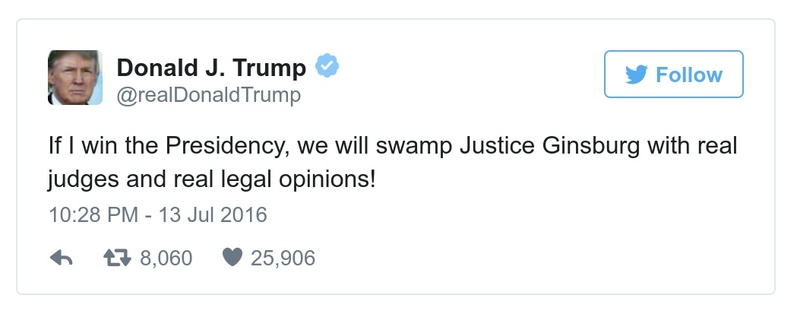 Donald J. Trump
@realDonaldTrump
Follow
If I win the Presidency, we will swamp Justice Ginsburg with real
judges and real legal opinions!
10:28 PM - 13 Jul 2016
8,060 25,906